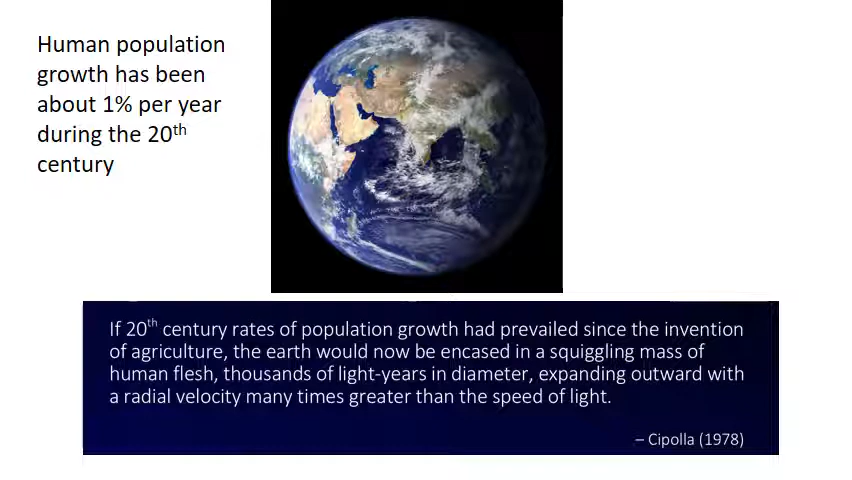 Human population
growth has been
about 1% per year
during the 20th
century
If 20th century rates of population growth had prevailed since the invention
of agriculture, the earth would now be encased in a squiggling mass of
human flesh, thousands of light-years in diameter, expanding outward with
a radial velocity many times greater than the speed of light.
– Cipolla (1978)